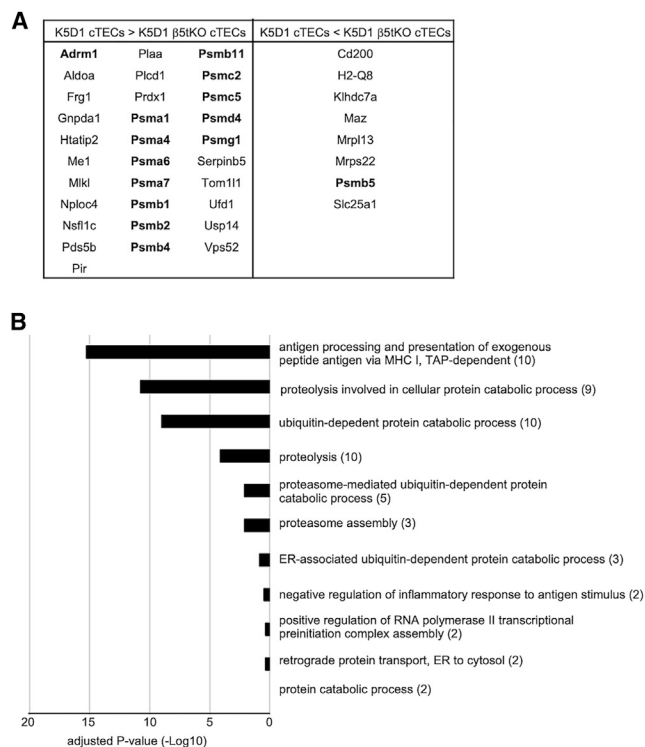 A
K5D1 cTECs > K5D1 β5tKO cTECs K5D1 cTECs < K5D1 β5tKO cTECs
Adrm1 Plaa Psmb11 Cd200
Aldoa Plcd1 Psmc2 H2-Q8
Frg1 Prdx1 Psmc5 Klhdc7a
Gnpda1 Psma1 Psmd4 Maz
Htatip2 Psma4 Psmg1 Mrpl13
Me1 Psma6 Serpinb5 Mrps22
Mlkl Psma7 Tom1l1 Psmb5
Nploc4 Psmb1 Ufd1 Slc25a1
Nsfl1c Psmb2 Usp14
Pds5b Psmb4 Vps52
Pir
B
antigen processing and presentation of exogenous
peptide antigen via MHC I, TAP-dependent (10)
proteolysis involved in cellular protein catabolic process (9)
ubiquitin-depedent protein catabolic process (10)
proteolysis (10)
proteasome-mediated ubiquitin-dependent protein
catabolic process (5)
proteasome assembly (3)
ER-associated ubiquitin-dependent protein catabolic process (3)
negative regulation of inflammatory response to antigen stimulus (2)
positive regulation of RNA polymerase II transcriptional
preinitiation complex assembly (2)
retrograde protein transport, ER to cytosol (2)
protein catabolic process (2)
20 15 10 5 0
adjusted P-value (-Log10)